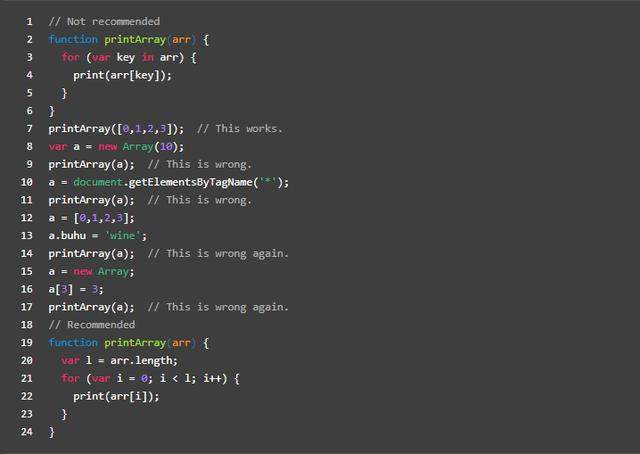 1 // Not recommended
2 function printArray(arr) {
3   for (var key in arr) {
4     print(arr[key]);
5   }
6 }
7 printArray([0,1,2,3]);  // This works.
8 var a = new Array(10);
9 printArray(a);  // This is wrong.
10 a = document.getElementsByTagName('*');
11 printArray(a);  // This is wrong.
12 a = [0,1,2,3];
13 a.buhu = 'wine';
14 printArray(a);  // This is wrong again.
15 a = new Array;
16 a[3] = 3;
17 printArray(a);  // This is wrong again.
18 // Recommended
19 function printArray(arr) {
20   var l = arr.length;
21   for (var i = 0; i < l; i++) {
22     print(arr[i]);
23   }
24 }